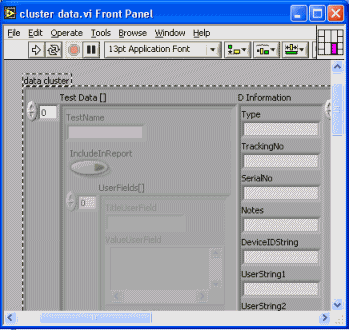 cluster data.vi Front Panel
File Edit Operate Tools Browse Window Help
13pt Application Font
data cluster
Test Data []
D Information
0
TestName
Type
TrackingNo
IncludeInReport
SerialNo
UserFields[]
0
TitleUserField
Notes
ValueUserField
DeviceIDString
UserString1
UserString2